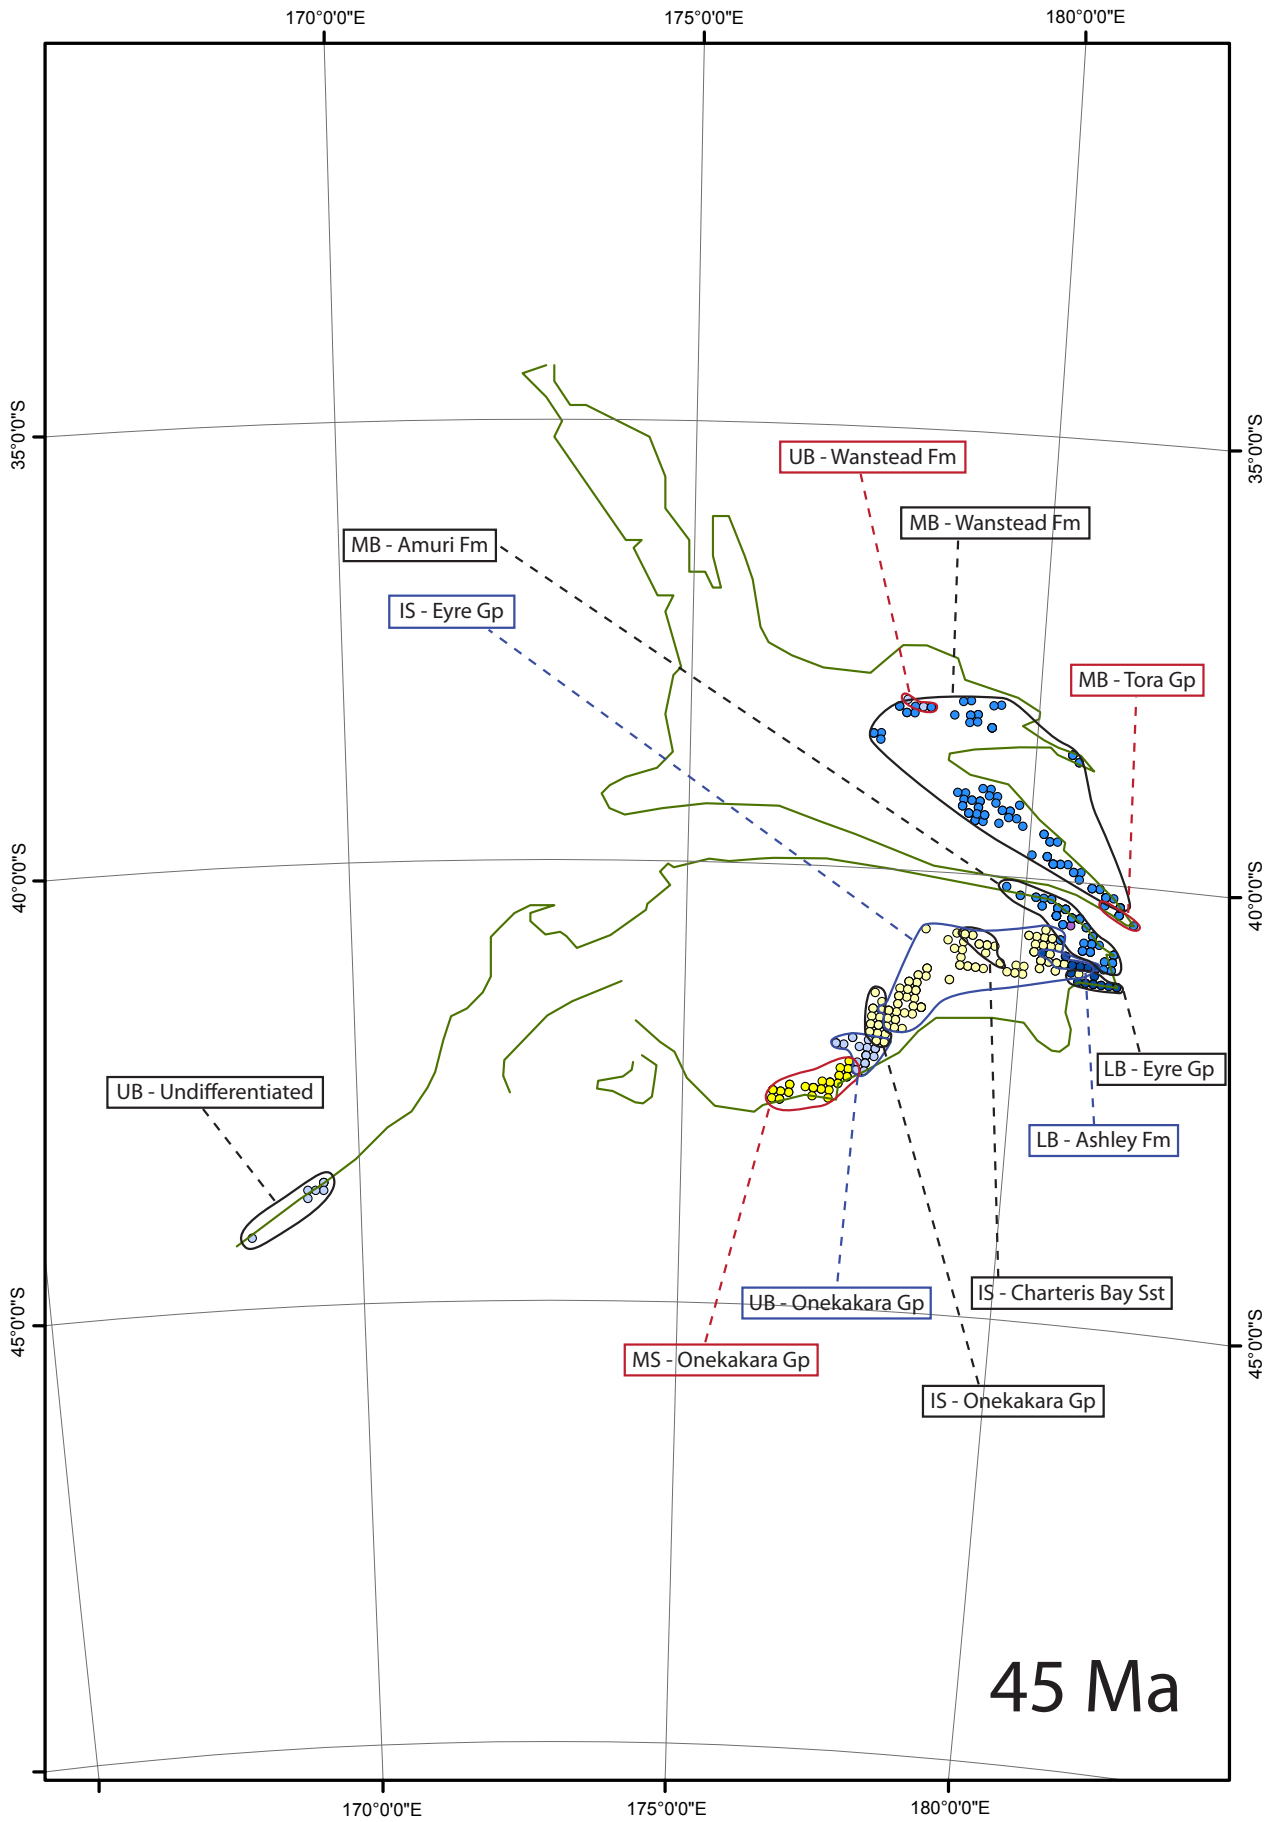 170°0'0"E
175°0'0"E
180°0'0"E
35°0'0"S
35°0'0"S
UB - Wanstead Fm
MB - Wanstead Fm
MB - Amuri Fm
IS - Eyre Gp
MB - Tora Gp
40°0'0"S
40°0'0"S
LB - Eyre Gp
UB - Undifferentiated
LB - Ashley Fm
IS - Charteris Bay Sst
UB - Onekakara Gp
45°0'0"S
45°0'0"S
MS - Onekakara Gp
IS - Onekakara Gp
45 Ma
170°0'0"E
175°0'0"E
180°0'0"E